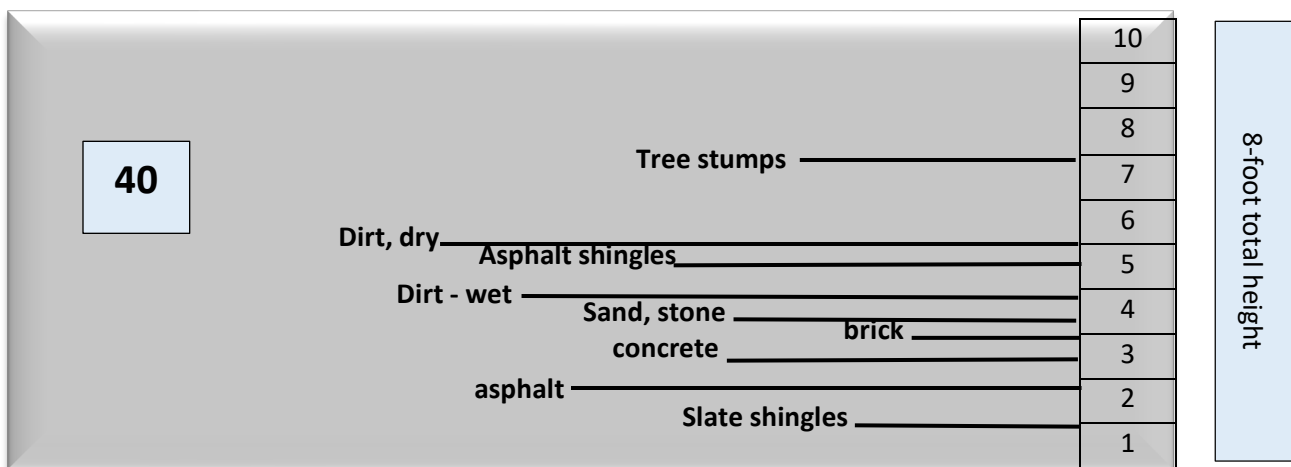 10
9
8
Tree stumps
7
40
6
Dirt, dry
Asphalt shingles
5
Dirt - wet
4
Sand, stone
brick
concrete
3
asphalt
2
Slate shingles
1
8-foot total height